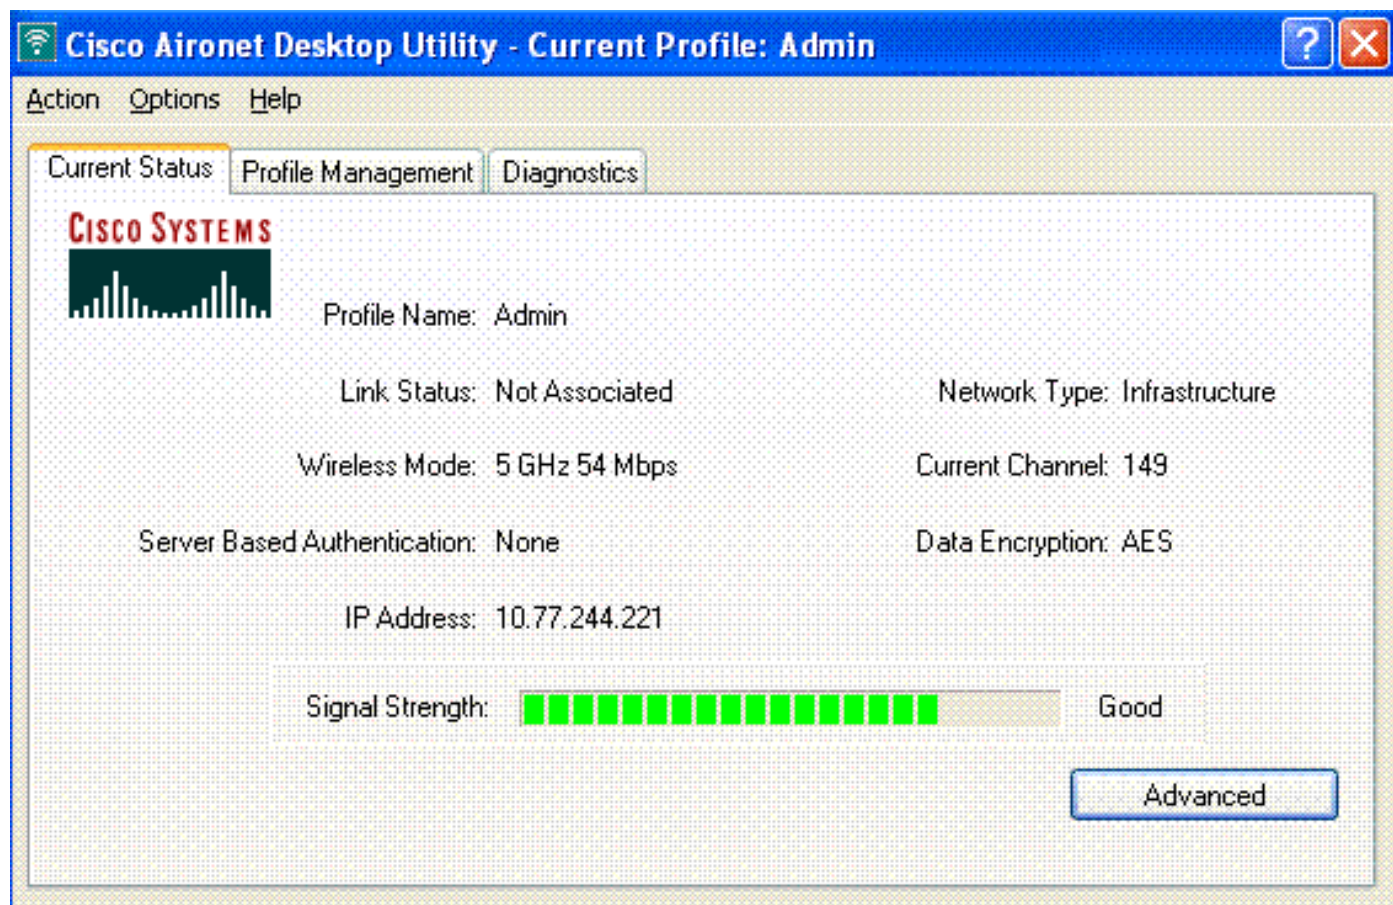 Cisco Aironet Desktop Utility - Current Profile: Admin
Action Options Help
Current Status Profile Management Diagnostics
CISCO SYSTEMS
Profile Name: Admin
Link Status: Not Associated Network Type: Infrastructure
Wireless Mode: 5 GHz 54 Mbps Current Channel: 149
Server Based Authentication: None Data Encryption: AES
IP Address: 10.77.244.221
Signal Strength: Good
Advanced